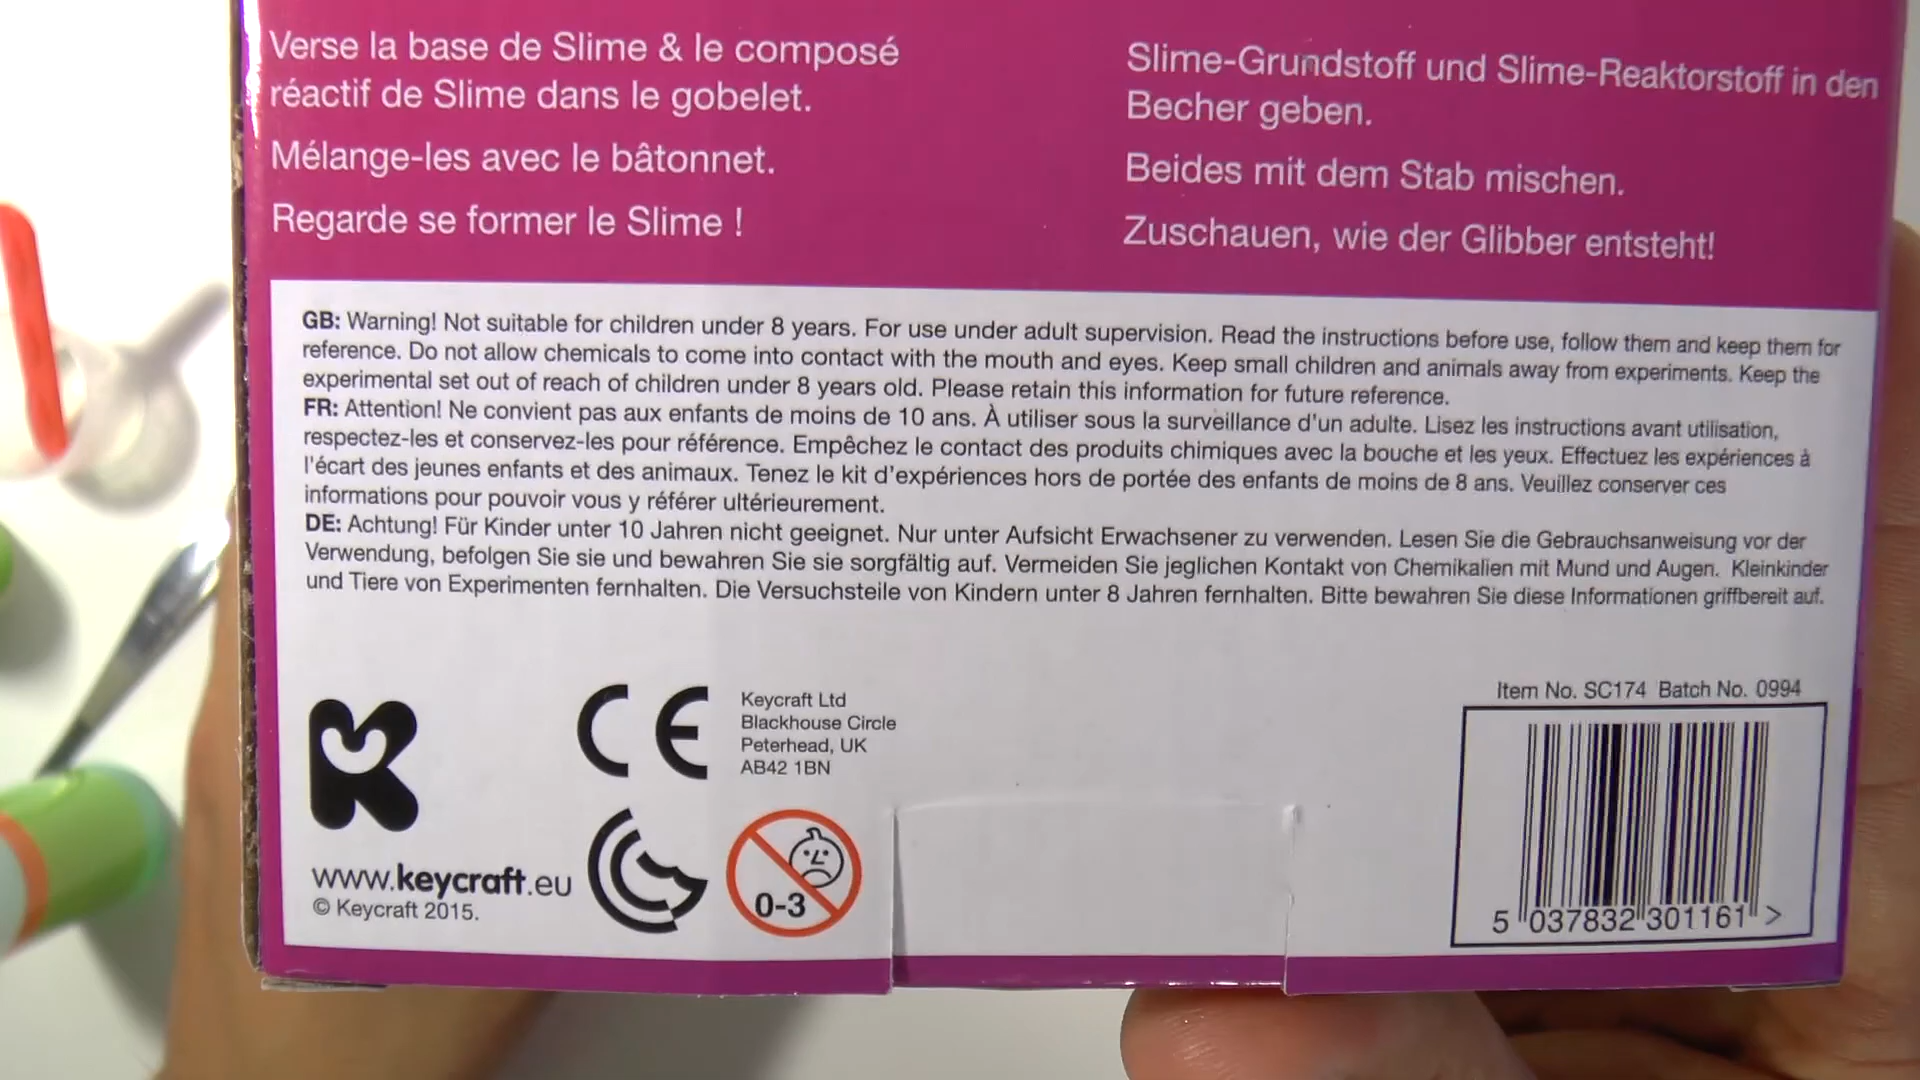 Verse la base de Slime & le composé
réactif de Slime dans le gobelet.
Mélange-les avec le bâtonnet.
Regarde se former le Slime !
Slime-Grundstoff und Slime-Reaktorstoff in den
Becher geben.
Beides mit dem Stab mischen.
Zuschauen, wie der Glibber entsteht!
GB: Warning! Not suitable for children under 8 years. For use under adult supervision. Read the instructions before use, follow them and keep them for
reference. Do not allow chemicals to come into contact with the mouth and eyes. Keep small children and animals away from experiments. Keep the
experimental set out of reach of children under 8 years old. Please retain this information for future reference.
FR: Attention! Ne convient pas aux enfants de moins de 10 ans. À utiliser sous la surveillance d'un adulte. Lisez les instructions avant utilisation,
respectez-les et conservez-les pour référence. Empêchez le contact des produits chimiques avec la bouche et les yeux. Effectuez les expériences à
l'écart des jeunes enfants et des animaux. Tenez le kit d'expériences hors de portée des enfants de moins de 8 ans. Veuillez conserver ces
informations pour pouvoir vous y référer ultérieurement.
DE: Achtung! Für Kinder unter 10 Jahren nicht geeignet. Nur unter Aufsicht Erwachsener zu verwenden. Lesen Sie die Gebrauchsanweisung vor der
Verwendung, befolgen Sie sie und bewahren Sie sie sorgfältig auf. Vermeiden Sie jeglichen Kontakt von Chemikalien mit Mund und Augen. Kleinkinder
und Tiere von Experimenten fernhalten. Die Versuchsteile von Kindern unter 8 Jahren fernhalten. Bitte bewahren Sie diese Informationen griffbereit auf.
K
www.keycraft.eu
© Keycraft 2015.
CE
Keycraft Ltd
Blackhouse Circle
Peterhead, UK
AB42 1BN
0-3
Item No. SC174 Batch No. 0994
5 037832 301161 >